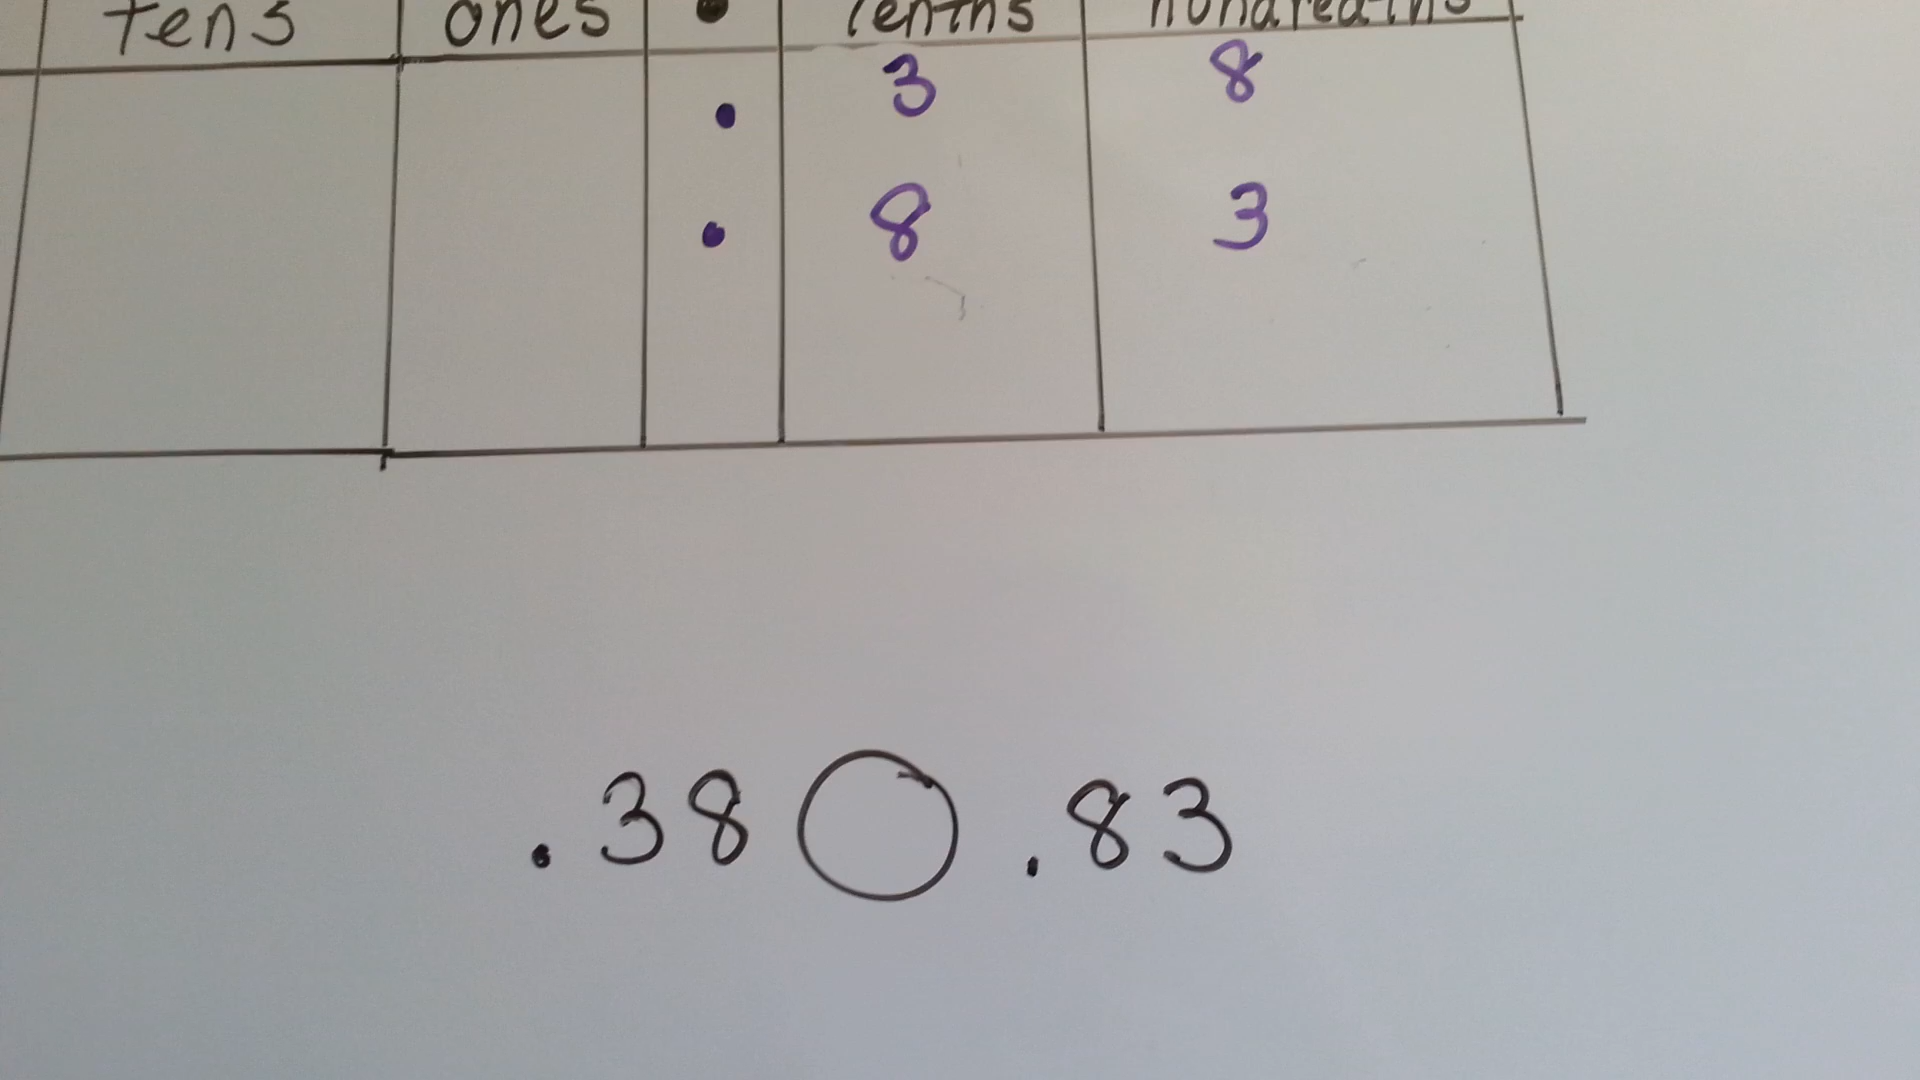 tens ones . tenths hundredths
. 3 8
. 8 3
.38 ◯ .83